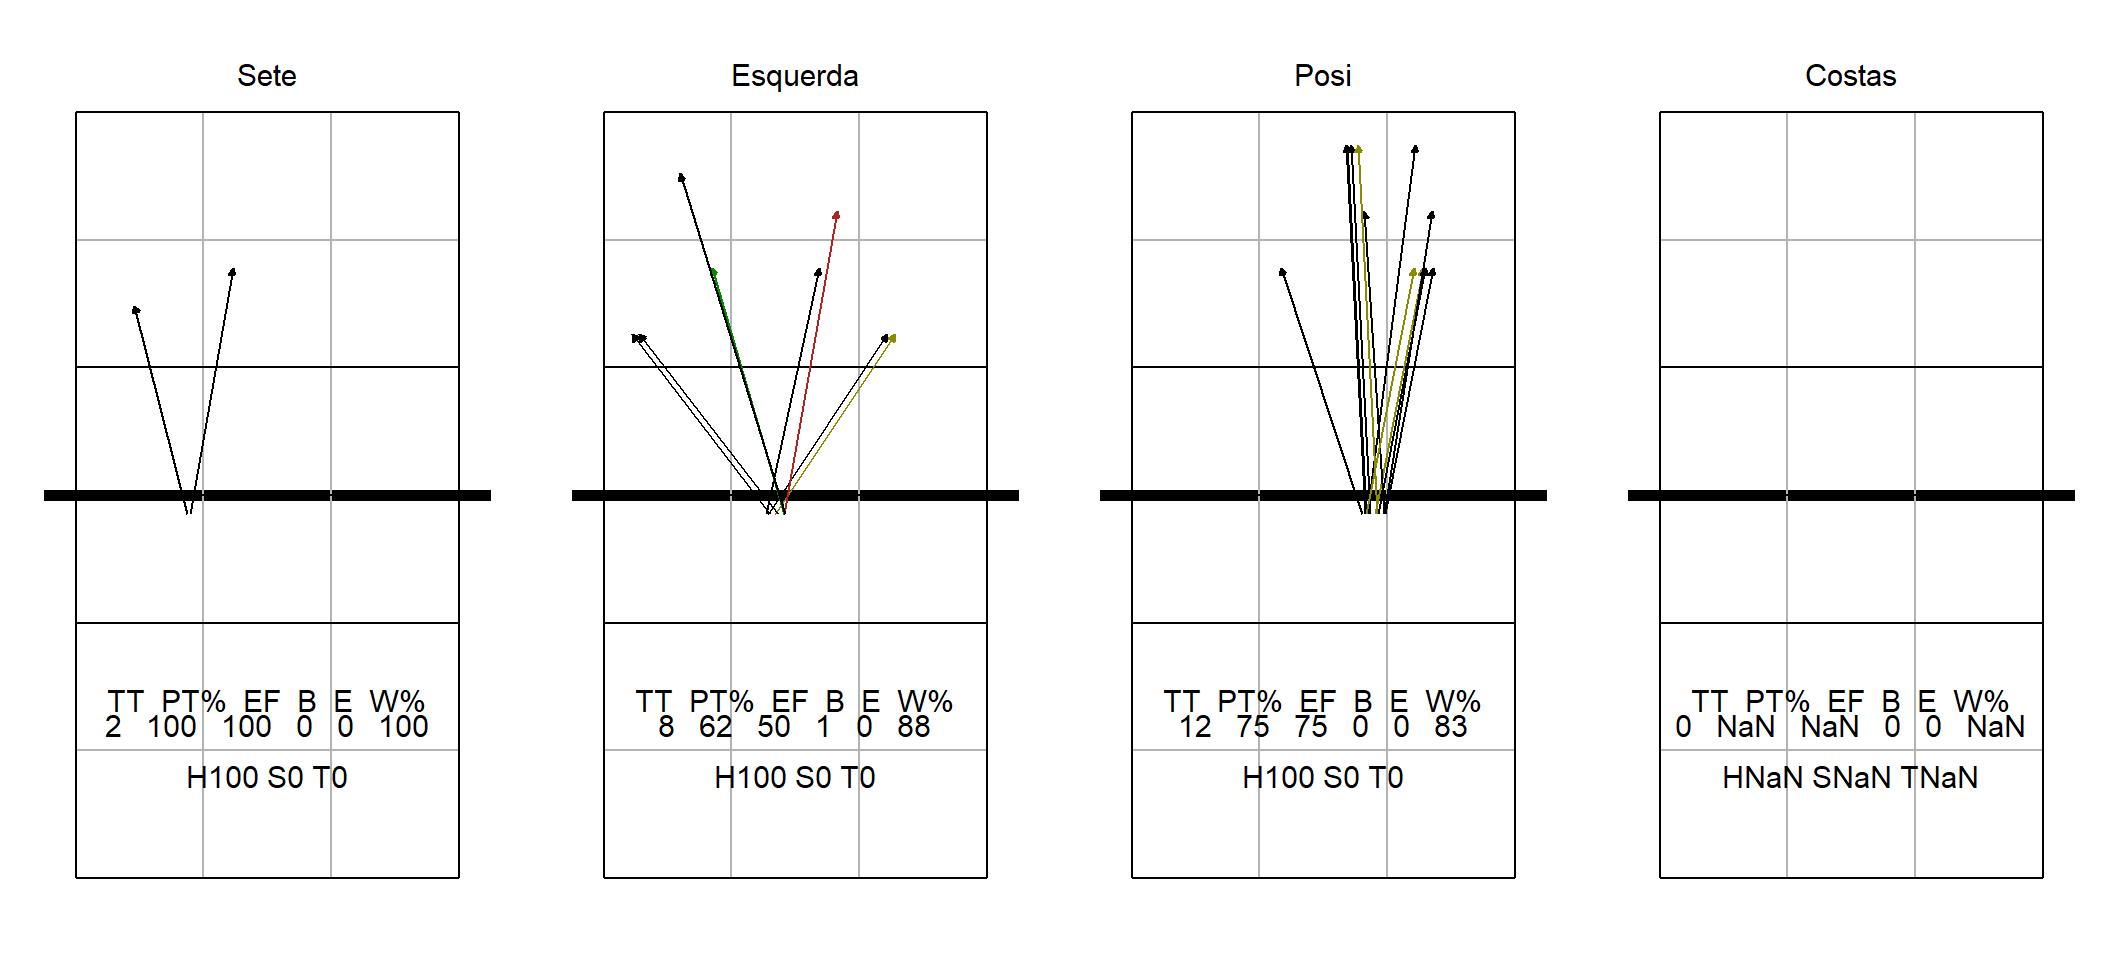 Sete
TT PT% EF B E W%
2 100 100 0 0 100
H100 S0 T0
Esquerda
TT PT% EF B E W%
8 62 50 1 0 88
H100 S0 T0
Posi
TT PT% EF B E W%
12 75 75 0 0 83
H100 S0 T0
Costas
TT PT% EF B E W%
0 NaN NaN 0 0 NaN
HNaN SNaN TNaN